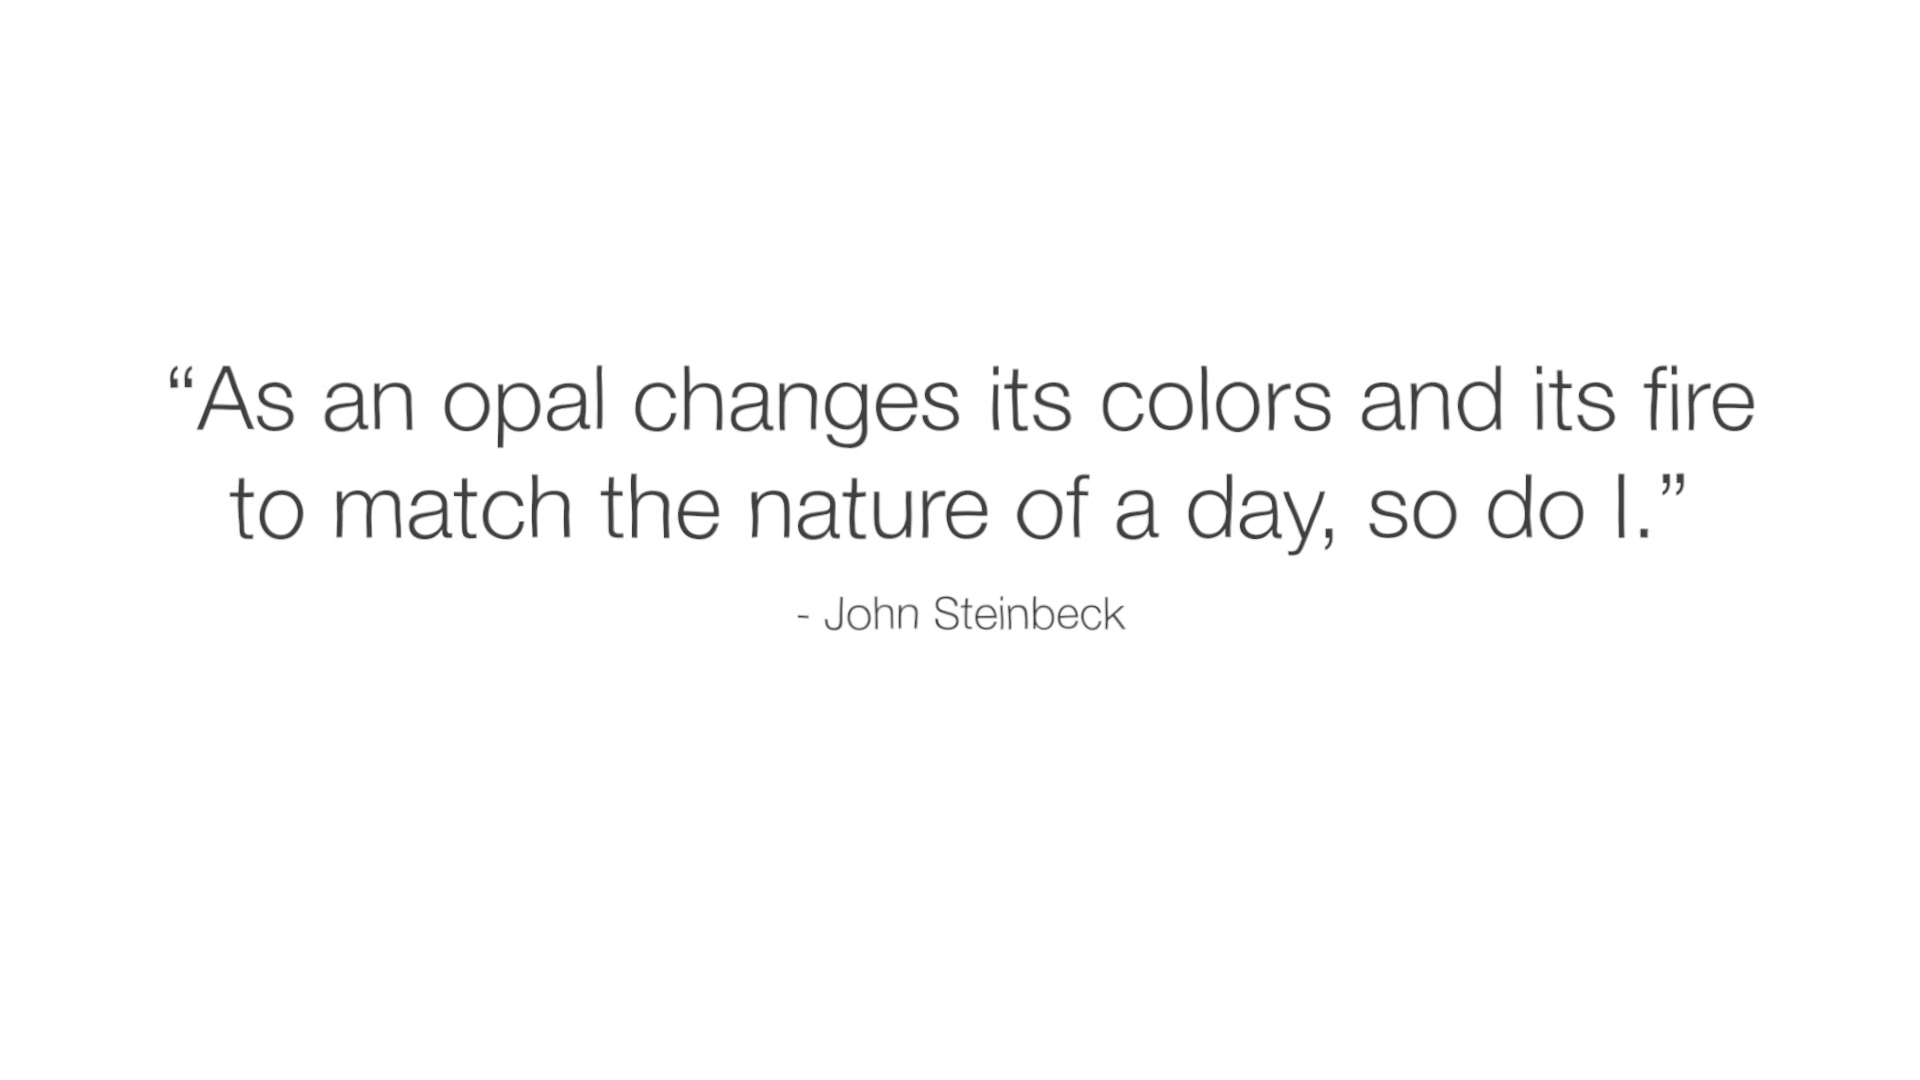 “As an opal changes its colors and its fire
to match the nature of a day, so do I.”
- John Steinbeck